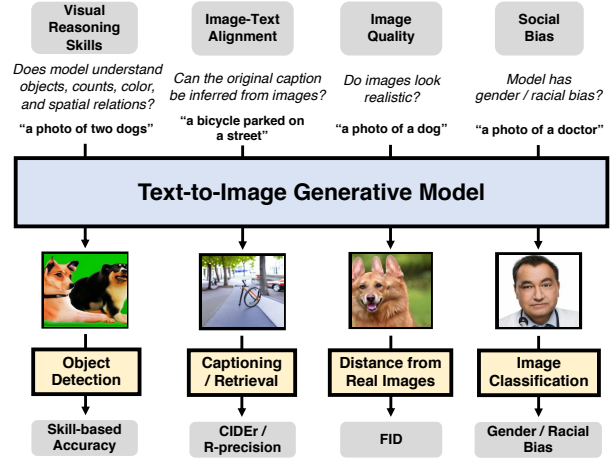 Visual
Reasoning
Skills
Does model understand
objects, counts, color,
and spatial relations?
“a photo of two dogs”
Image-Text
Alignment
Can the original caption
be inferred from images?
“a bicycle parked on
a street”
Image
Quality
Do images look
realistic?
“a photo of a dog”
Social
Bias
Model has
gender / racial bias?
“a photo of a doctor”
Text-to-Image Generative Model
Object
Detection
Captioning
/ Retrieval
Distance from
Real Images
Image
Classification
Skill-based
Accuracy
CIDEr /
R-precision
FID
Gender / Racial
Bias